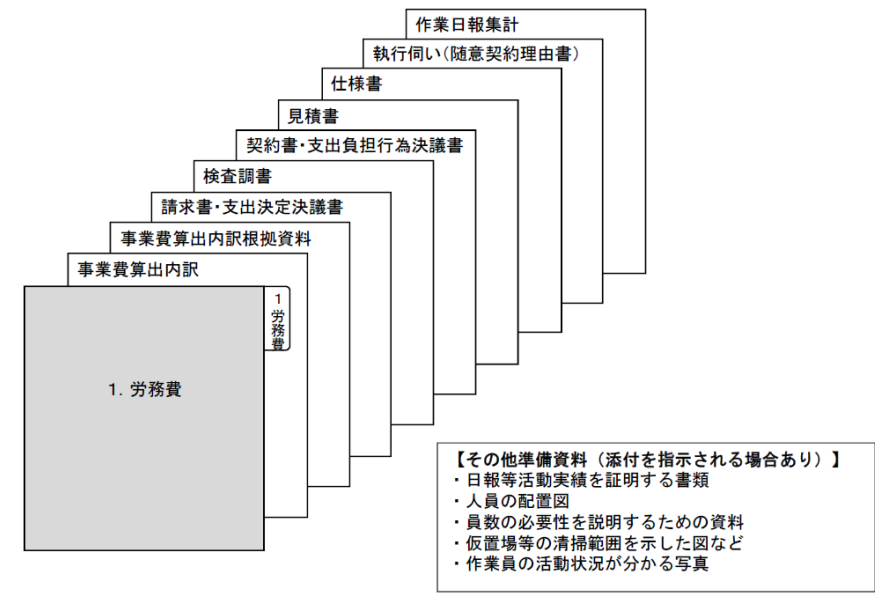 作業日報集計
執行伺い（随意契約理由書）
仕様書
見積書
契約書・支出負担行為決議書
検査調書
請求書・支出決定決議書
事業費算出内訳根拠資料
事業費算出内訳
1
労務費
1．労務費
【その他準備資料（添付を指示される場合あり）】
・日報等活動実績を証明する書類
・人員の配置図
・員数の必要性を説明するための資料
・仮置場等の清掃範囲を示した図など
・作業員の活動状況が分かる写真